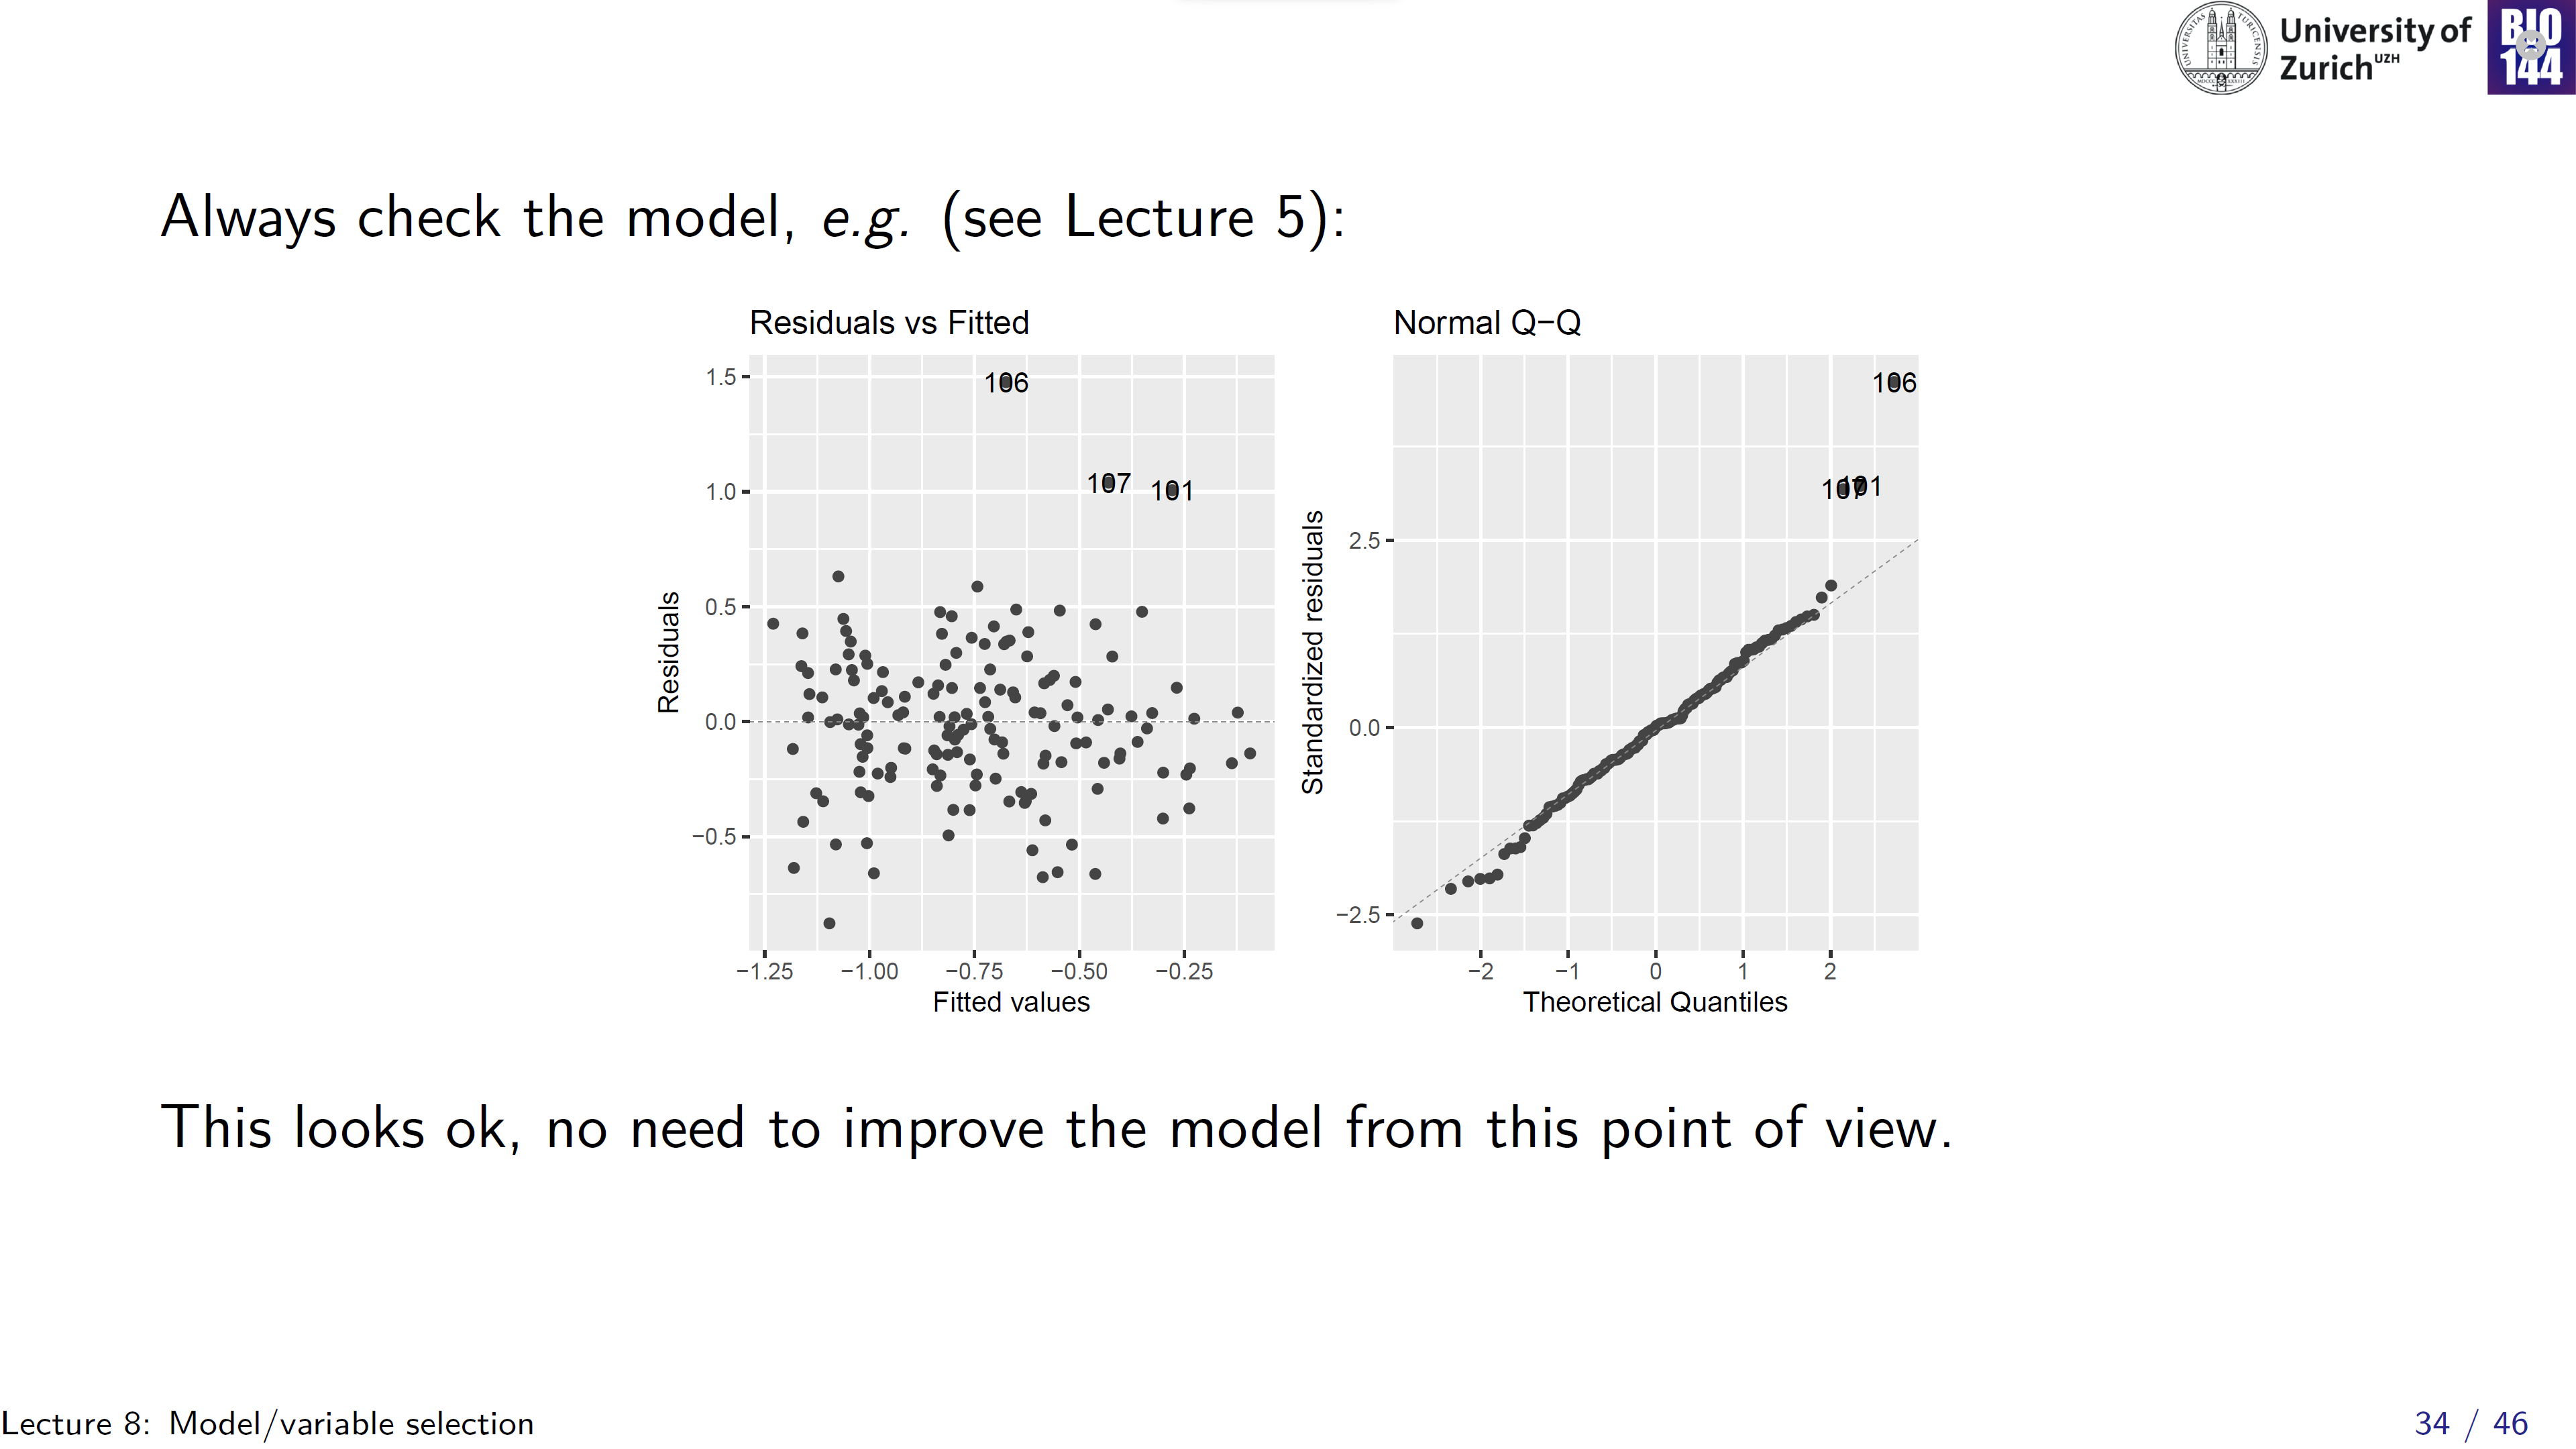 University of
Zurich UZH
BIO
144
Always check the model, e.g. (see Lecture 5):
Residuals vs Fitted
Normal Q−Q
106
107
101
1.5
1.0
0.5
0.0
−0.5
Residuals
−1.25
−1.00
−0.75
−0.50
−0.25
Fitted values
106
107
101
2.5
0.0
−2.5
Standardized residuals
−2
−1
0
1
2
Theoretical Quantiles
This looks ok, no need to improve the model from this point of view.
Lecture 8: Model/variable selection
34 / 46